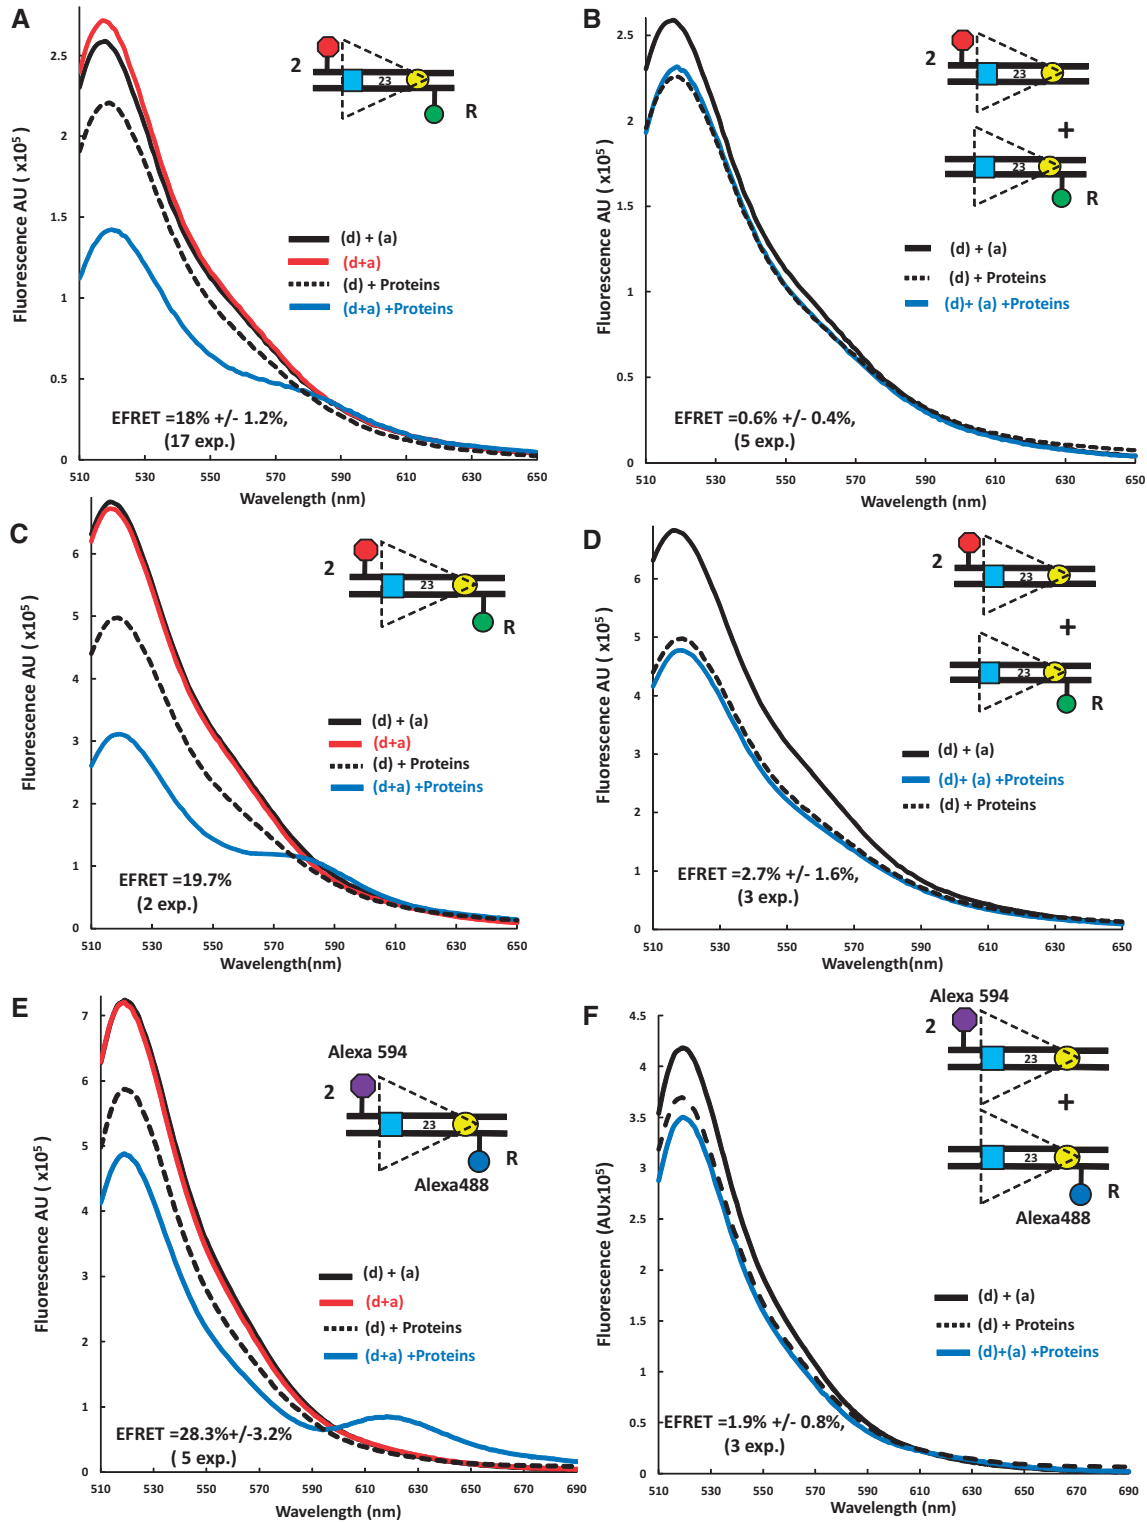 A
Fluorescence AU ( x10⁵)
2.5
2
1.5
1
0.5
0
510 530 550 570 590 610 630 650
Wavelength (nm)
2
23
R
(d) + (a)
(d+a)
(d) + Proteins
(d+a) +Proteins
EFRET =18% +/- 1.2%,
(17 exp.)
B
Fluorescence AU ( x10⁵)
2.5
2
1.5
1
0.5
0
510 530 550 570 590 610 630 650
Wavelength (nm)
2
23
+
23
R
(d) + (a)
(d) + Proteins
(d)+ (a) +Proteins
EFRET =0.6% +/- 0.4%,
(5 exp.)
C
Fluorescence AU ( x10⁵)
6
5
4
3
2
1
0
510 530 550 570 590 610 630 650
Wavelength(nm)
2
23
R
(d) + (a)
(d+a)
(d) + Proteins
(d+a) +Proteins
EFRET =19.7%
(2 exp.)
D
Fluorescence AU ( x10⁵)
6
5
4
3
2
1
0
510 530 550 570 590 610 630 650
Wavelength (nm)
2
23
+
23
R
(d) + (a)
(d)+ (a) +Proteins
(d) + Proteins
EFRET =2.7% +/- 1.6%,
(3 exp.)
E
Fluorescence AU (x10⁵)
7
6
5
4
3
2
1
0
510 530 550 570 590 610 630 650 670 690
Wavelength (nm)
Alexa 594
2
23
R
Alexa488
(d) + (a)
(d+a)
(d) + Proteins
(d+a) +Proteins
EFRET =28.3%+/-3.2%
( 5 exp.)
F
Fluorescence (AUx10⁵)
4.5
4
3.5
3
2.5
2
1.5
1
0.5
0
510 530 550 570 590 610 630 650 670 690
Wavelength (nm)
Alexa 594
2
23
+
23
R
Alexa488
(d) + (a)
(d) + Proteins
(d)+(a) +Proteins
EFRET =1.9% +/- 0.8%,
(3 exp.)